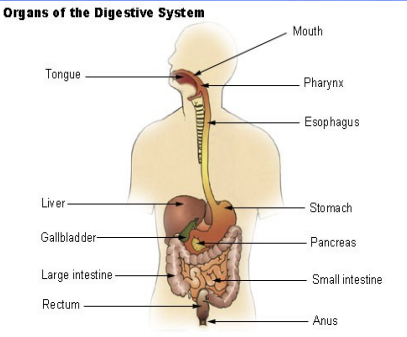 Organs of the Digestive System
Mouth
Tongue
Pharynx
Esophagus
Liver
Stomach
Gallbladder
Pancreas
Large intestine
Small intestine
Rectum
Anus